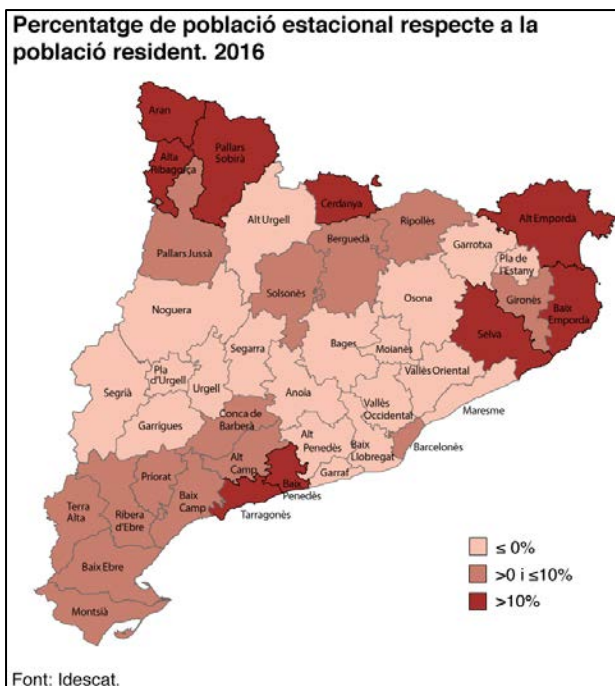 Percentatge de població estacional respecte a la
població resident. 2016
Aran
Alta
Ribagorça
Pallars
Sobirà
Cerdanya
Alt Empordà
Alt Urgell
Ripollès
Berguedà
Garrotxa
Pla de
l'Estany
Pallars Jussà
Solsonès
Gironès
Baix
Empordà
Osona
Noguera
Selva
Segarra
Bages
Moianès
Pla
d'Urgell
Urgell
Vallès Oriental
Segrià
Anoia
Vallès
Occidental
Maresme
Garrigues
Conca de
Barberà
Alt
Penedès
Baix
Llobregat
Barcelonès
Alt
Camp
Garraf
Priorat
Baix
Penedès
Baix
Camp
Terra
Alta
Ribera
d'Ebre
Tarragonès
Baix Ebre
Montsià
≤ 0%
>0 i ≤10%
>10%
Font: Idescat.